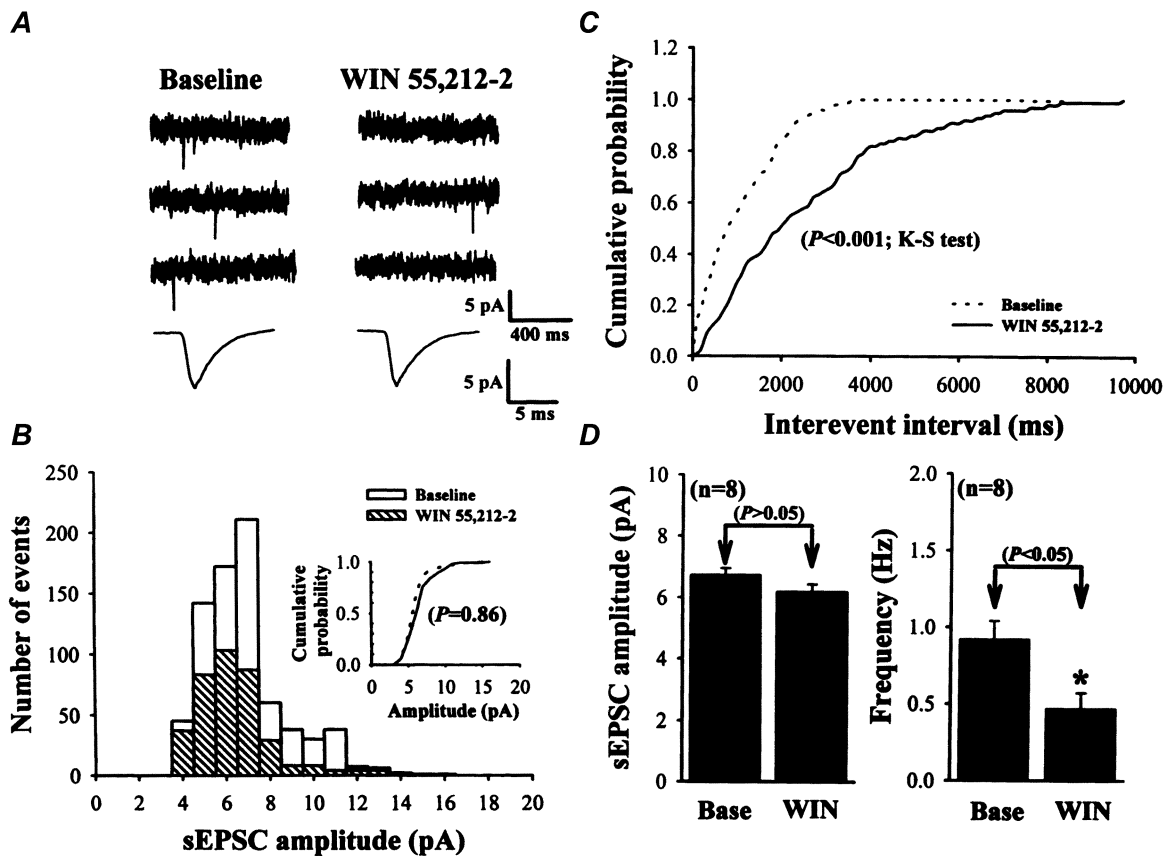 A
Baseline WIN 55,212-2
5 pA
400 ms
5 pA
5 ms
B
Number of events
250
200
150
100
50
0
0 2 4 6 8 10 12 14 16 18 20
sEPSC amplitude (pA)
Baseline
WIN 55,212-2
Cumulative
probability
1.0
0.5
0.0
(P=0.86)
0 5 10 15 20
Amplitude (pA)
C
Cumulative probability
1.2
1.0
0.8
0.6
0.4
0.2
0.0
(P<0.001; K-S test)
Baseline
WIN 55,212-2
0 2000 4000 6000 8000 10000
Interevent interval (ms)
D
sEPSC amplitude (pA)
10
8
6
4
2
0
(n=8)
(P>0.05)
Base WIN
Frequency (Hz)
2.0
1.5
1.0
0.5
0.0
(n=8)
(P<0.05)
*
Base WIN